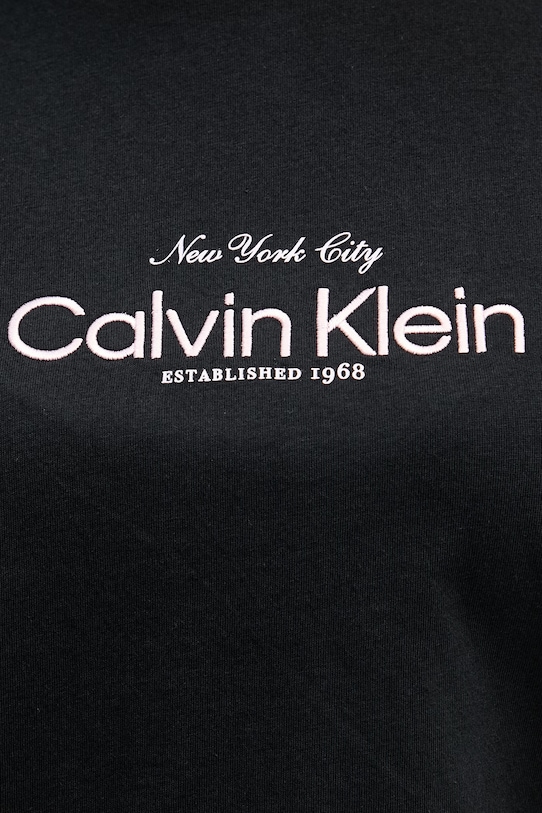 New York City
Calvin Klein
ESTABLISHED 1968